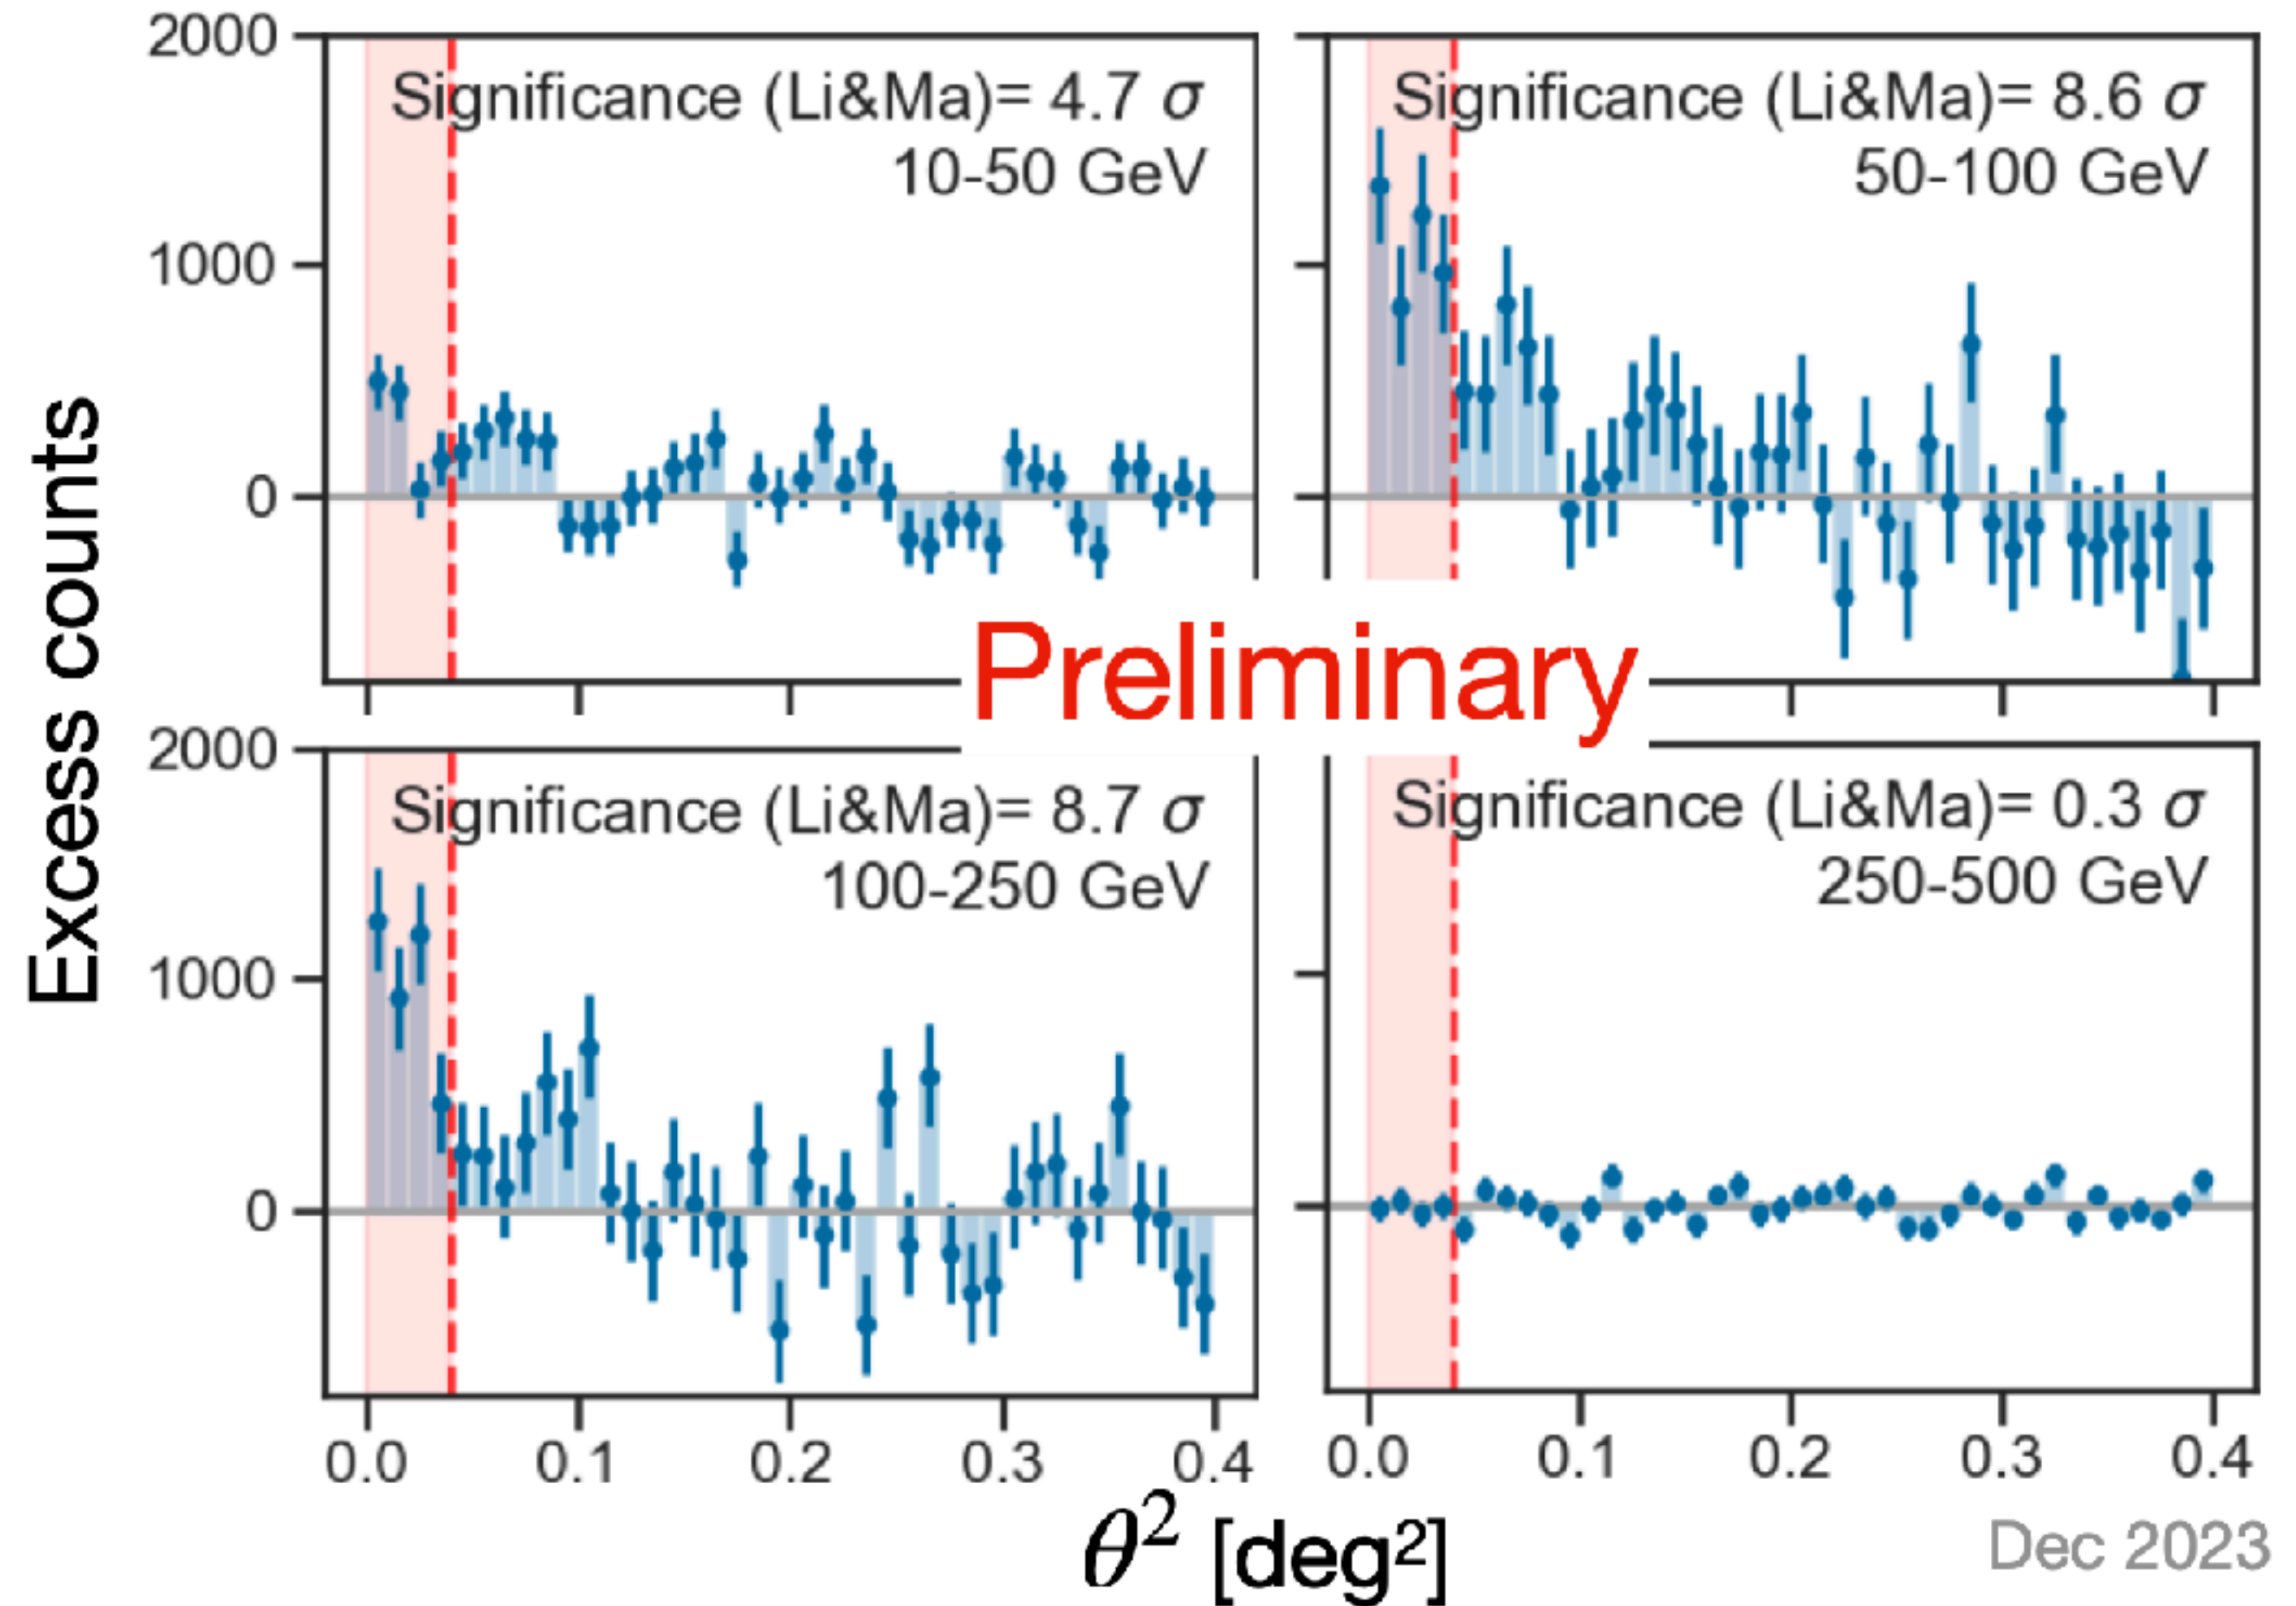 Excess counts
2000
1000
0
Significance (Li&Ma)= 4.7 σ
10-50 GeV
Significance (Li&Ma)= 8.6 σ
50-100 GeV
Preliminary
2000
1000
0
Significance (Li&Ma)= 8.7 σ
100-250 GeV
Significance (Li&Ma)= 0.3 σ
250-500 GeV
0.0 0.1 0.2 0.3 0.4
0.0 0.1 0.2 0.3 0.4
θ² [deg²]
Dec 2023